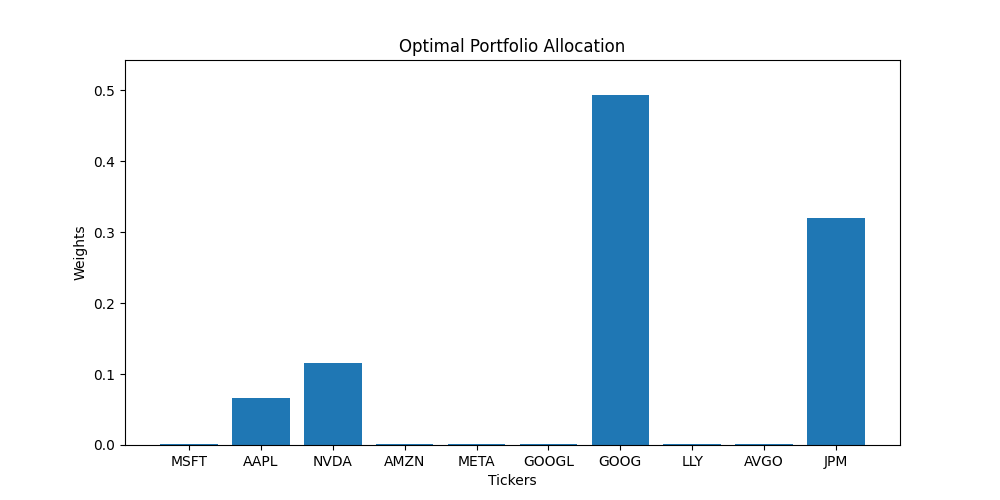 Optimal Portfolio Allocation
Weights
0.5
0.4
0.3
0.2
0.1
0.0
MSFT AAPL NVDA AMZN META GOOGL GOOG LLY AVGO JPM
Tickers